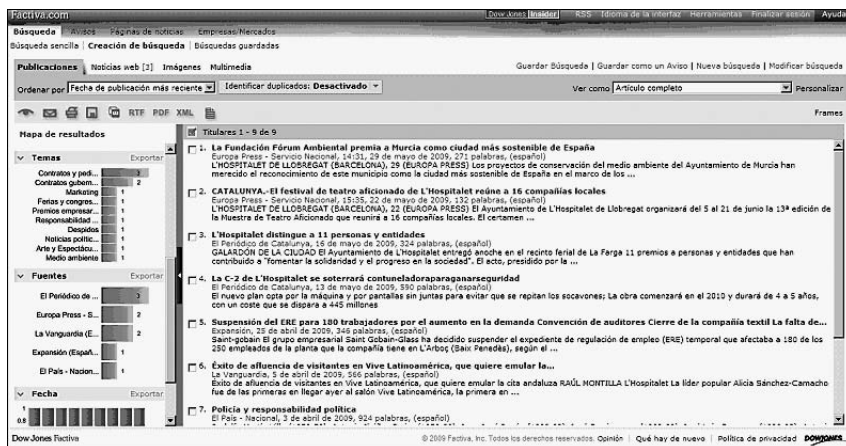 Factiva.com
Dow Jones Insider RSS Idioma de la interfaz Herramientas Finalizar sesión Ayuda
Búsqueda Avisos Páginas de noticias Empresas/Mercados
Búsqueda sencilla | Creación de búsqueda | Búsquedas guardadas
Publicaciones Noticias web [3] Imágenes Multimedia
Guardar Búsqueda | Guardar como un Aviso | Nueva búsqueda | Modificar búsqueda
Ordenar por Fecha de publicación más reciente Identificar duplicados: Desactivado
Ver como Artículo completo Personalizar
RTF PDF XML
Frames
Mapa de resultados
Temas Exportar
Contratos y pedi... 3
Contratos gubern... 2
Marketing 1
Ferias y congres... 1
Premios empresar... 1
Responsabilidad ... 1
Despidos 1
Noticias polític... 1
Arte y Espectácu... 1
Medio ambiente 1
Fuentes Exportar
El Periódico de ... 3
Europa Press - S... 2
La Vanguardia (E... 2
Expansión (Españ... 1
El País - Nacion... 1
Fecha Exportar
1
0.8
Titulares 1 - 9 de 9
1. La Fundación Fórum Ambiental premia a Murcia como ciudad más sostenible de España
Europa Press - Servicio Nacional, 14:31, 29 de mayo de 2009, 271 palabras, (español)
L'HOSPITALET DE LLOBREGAT (BARCELONA), 29 (EUROPA PRESS) Los proyectos de conservación del medio ambiente del Ayuntamiento de Murcia han
merecido el reconocimiento de este municipio como la ciudad más sostenible de España en el marco de los ...
2. CATALUNYA.-El festival de teatro aficionado de L'Hospitalet reúne a 16 compañías locales
Europa Press - Servicio Nacional, 15:35, 22 de mayo de 2009, 132 palabras, (español)
L'HOSPITALET DE LLOBREGAT (BARCELONA), 22 (EUROPA PRESS) El Ayuntamiento de L'Hospitalet de Llobregat organizará del 5 al 21 de junio la 13ª edición de
la Muestra de Teatro Aficionado que reunirá a 16 compañías locales. El certamen ...
3. L'Hospitalet distingue a 11 personas y entidades
El Periódico de Catalunya, 16 de mayo de 2009, 324 palabras, (español)
GALARDÓN DE LA CIUDAD El Ayuntamiento de L'Hospitalet entregó anoche en el recinto ferial de La Farga 11 premios a personas y entidades que han
contribuido a "fomentar la solidaridad y el progreso en la sociedad". El acto, presidido por la ...
4. La C-2 de L'Hospitalet se soterrará contuneladoraparaganarseguridad
El Periódico de Catalunya, 13 de mayo de 2009, 590 palabras, (español)
El nuevo plan opta por la máquina y por pantallas sin juntas para evitar que se repitan los socavones; La obra comenzará en el 2010 y durará de 4 a 5 años,
con un coste que se dispara a 445 millones
5. Suspensión del ERE para 180 trabajadores por el aumento en la demanda Convención de auditores Cierre de la compañía textil La falta de...
Expansión, 25 de abril de 2009, 346 palabras, (español)
Saint-gobain El grupo empresarial Saint Gobain-Glass ha decidido suspender el expediente de regulación de empleo (ERE) temporal que afectaba a 180 de los
250 empleados de la planta que la compañía tiene en L'Arboç (Baix Penedès), según el ...
6. Éxito de afluencia de visitantes en Vive Latinoamérica, que quiere emular la...
La Vanguardia, 5 de abril de 2009, 566 palabras, (español)
Éxito de afluencia de visitantes en Vive Latinoamérica, que quiere emular la cita andaluza RAÚL MONTILLA L'Hospitalet La líder popular Alicia Sánchez-Camacho
fue de las primeras en llegar ayer al salón Vive Latinoamérica, la primera en ...
7. Policía y responsabilidad política
El País - Nacional, 3 de abril de 2009, 924 palabras, (español)
Dow Jones Factiva
© 2009 Factiva, Inc. Todos los derechos reservados. Opinión | Qué hay de nuevo | Política de privacidad DOWJONES